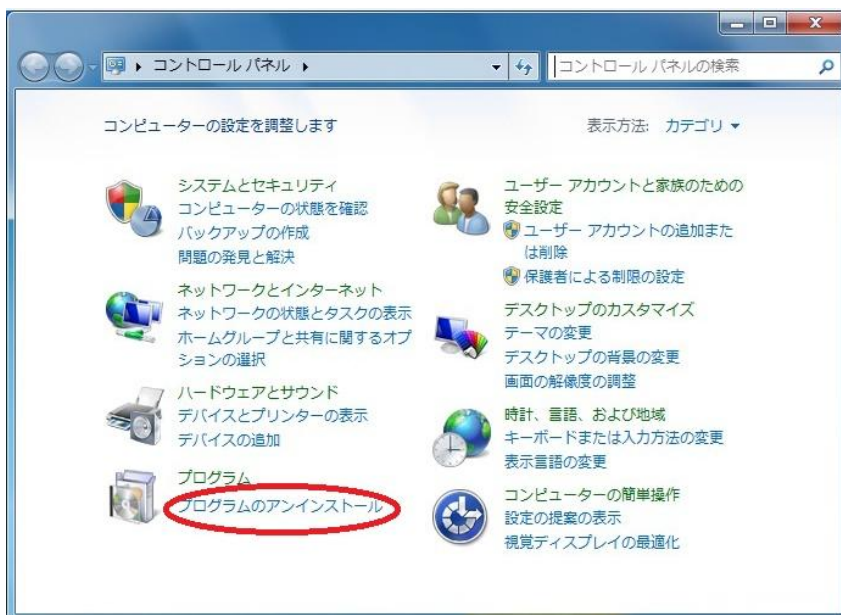 コントロール パネル
コントロール パネルの検索
コンピューターの設定を調整します
表示方法: カテゴリ
システムとセキュリティ
コンピューターの状態を確認
バックアップの作成
問題の発見と解決
ネットワークとインターネット
ネットワークの状態とタスクの表示
ホームグループと共有に関するオプ
ションの選択
ハードウェアとサウンド
デバイスとプリンターの表示
デバイスの追加
プログラム
プログラムのアンインストール
ユーザー アカウントと家族のための
安全設定
ユーザー アカウントの追加また
は削除
保護者による制限の設定
デスクトップのカスタマイズ
テーマの変更
デスクトップの背景の変更
画面の解像度の調整
時計、言語、および地域
キーボードまたは入力方法の変更
表示言語の変更
コンピューターの簡単操作
設定の提案の表示
視覚ディスプレイの最適化